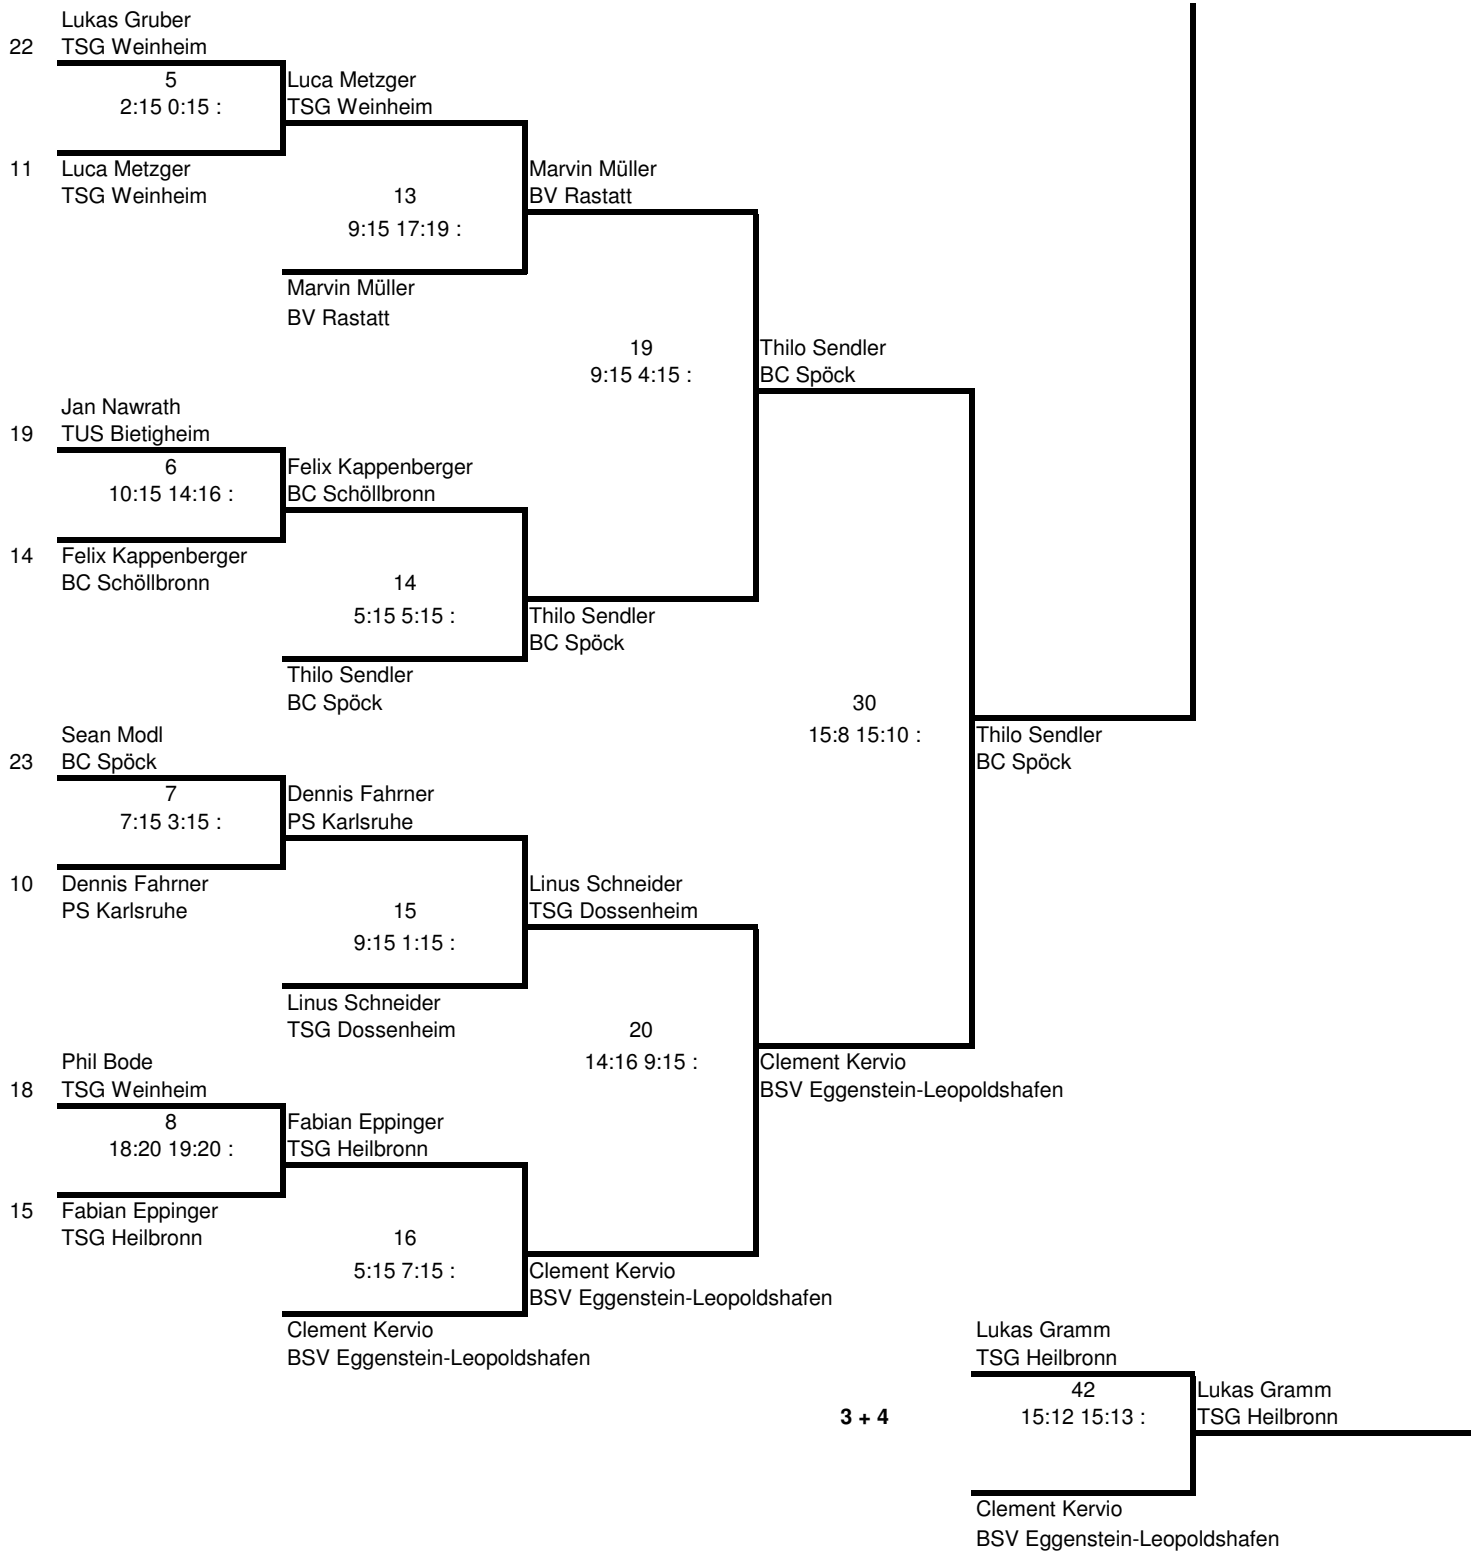 Lukas Gruber
22 TSG Weinheim
5
2:15 0:15 :
Luca Metzger
TSG Weinheim
11 Luca Metzger
TSG Weinheim
13
9:15 17:19 :
Marvin Müller
BV Rastatt
Marvin Müller
BV Rastatt
19
9:15 4:15 :
Thilo Sendler
BC Spöck
Jan Nawrath
19 TUS Bietigheim
6
10:15 14:16 :
Felix Kappenberger
BC Schöllbronn
14 Felix Kappenberger
BC Schöllbronn
14
5:15 5:15 :
Thilo Sendler
BC Spöck
Thilo Sendler
BC Spöck
30
15:8 15:10 :
Thilo Sendler
BC Spöck
Sean Modl
23 BC Spöck
7
7:15 3:15 :
Dennis Fahrner
PS Karlsruhe
10 Dennis Fahrner
PS Karlsruhe
15
9:15 1:15 :
Linus Schneider
TSG Dossenheim
Linus Schneider
TSG Dossenheim
20
14:16 9:15 :
Clement Kervio
BSV Eggenstein-Leopoldshafen
Phil Bode
18 TSG Weinheim
8
18:20 19:20 :
Fabian Eppinger
TSG Heilbronn
15 Fabian Eppinger
TSG Heilbronn
16
5:15 7:15 :
Clement Kervio
BSV Eggenstein-Leopoldshafen
Clement Kervio
BSV Eggenstein-Leopoldshafen
Lukas Gramm
TSG Heilbronn
3 + 4
42
15:12 15:13 :
Lukas Gramm
TSG Heilbronn
Clement Kervio
BSV Eggenstein-Leopoldshafen